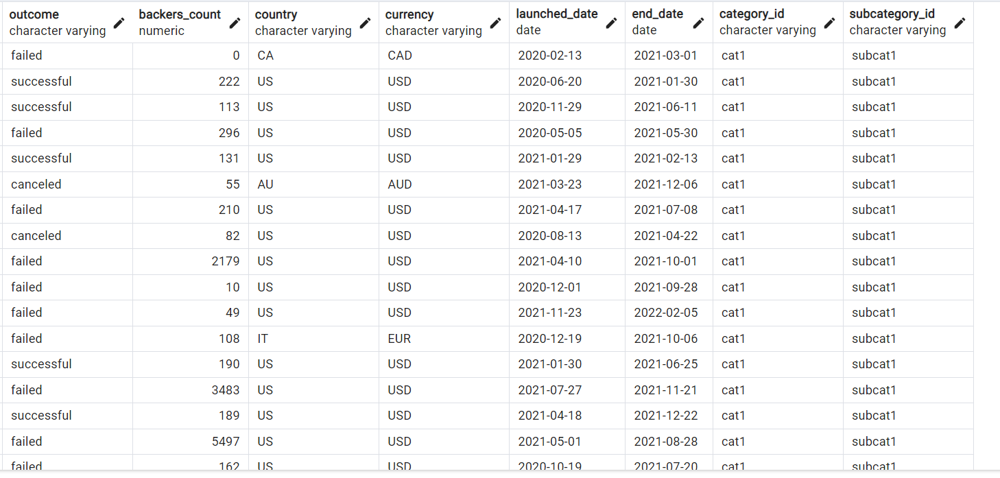 outcome backers_count country currency launched_date end_date category_id subcategory_id
character varying numeric character varying character varying date date character varying character varying
failed 0 CA CAD 2020-02-13 2021-03-01 cat1 subcat1
successful 222 US USD 2020-06-20 2021-01-30 cat1 subcat1
successful 113 US USD 2020-11-29 2021-06-11 cat1 subcat1
failed 296 US USD 2020-05-05 2021-05-30 cat1 subcat1
successful 131 US USD 2021-01-29 2021-02-13 cat1 subcat1
canceled 55 AU AUD 2021-03-23 2021-12-06 cat1 subcat1
failed 210 US USD 2021-04-17 2021-07-08 cat1 subcat1
canceled 82 US USD 2020-08-13 2021-04-22 cat1 subcat1
failed 2179 US USD 2021-04-10 2021-10-01 cat1 subcat1
failed 10 US USD 2020-12-01 2021-09-28 cat1 subcat1
failed 49 US USD 2021-11-23 2022-02-05 cat1 subcat1
failed 108 IT EUR 2020-12-19 2021-10-06 cat1 subcat1
successful 190 US USD 2021-01-30 2021-06-25 cat1 subcat1
failed 3483 US USD 2021-07-27 2021-11-21 cat1 subcat1
successful 189 US USD 2021-04-18 2021-12-22 cat1 subcat1
failed 5497 US USD 2021-05-01 2021-08-28 cat1 subcat1
failed 162 US USD 2020-10-19 2021-07-20 cat1 subcat1